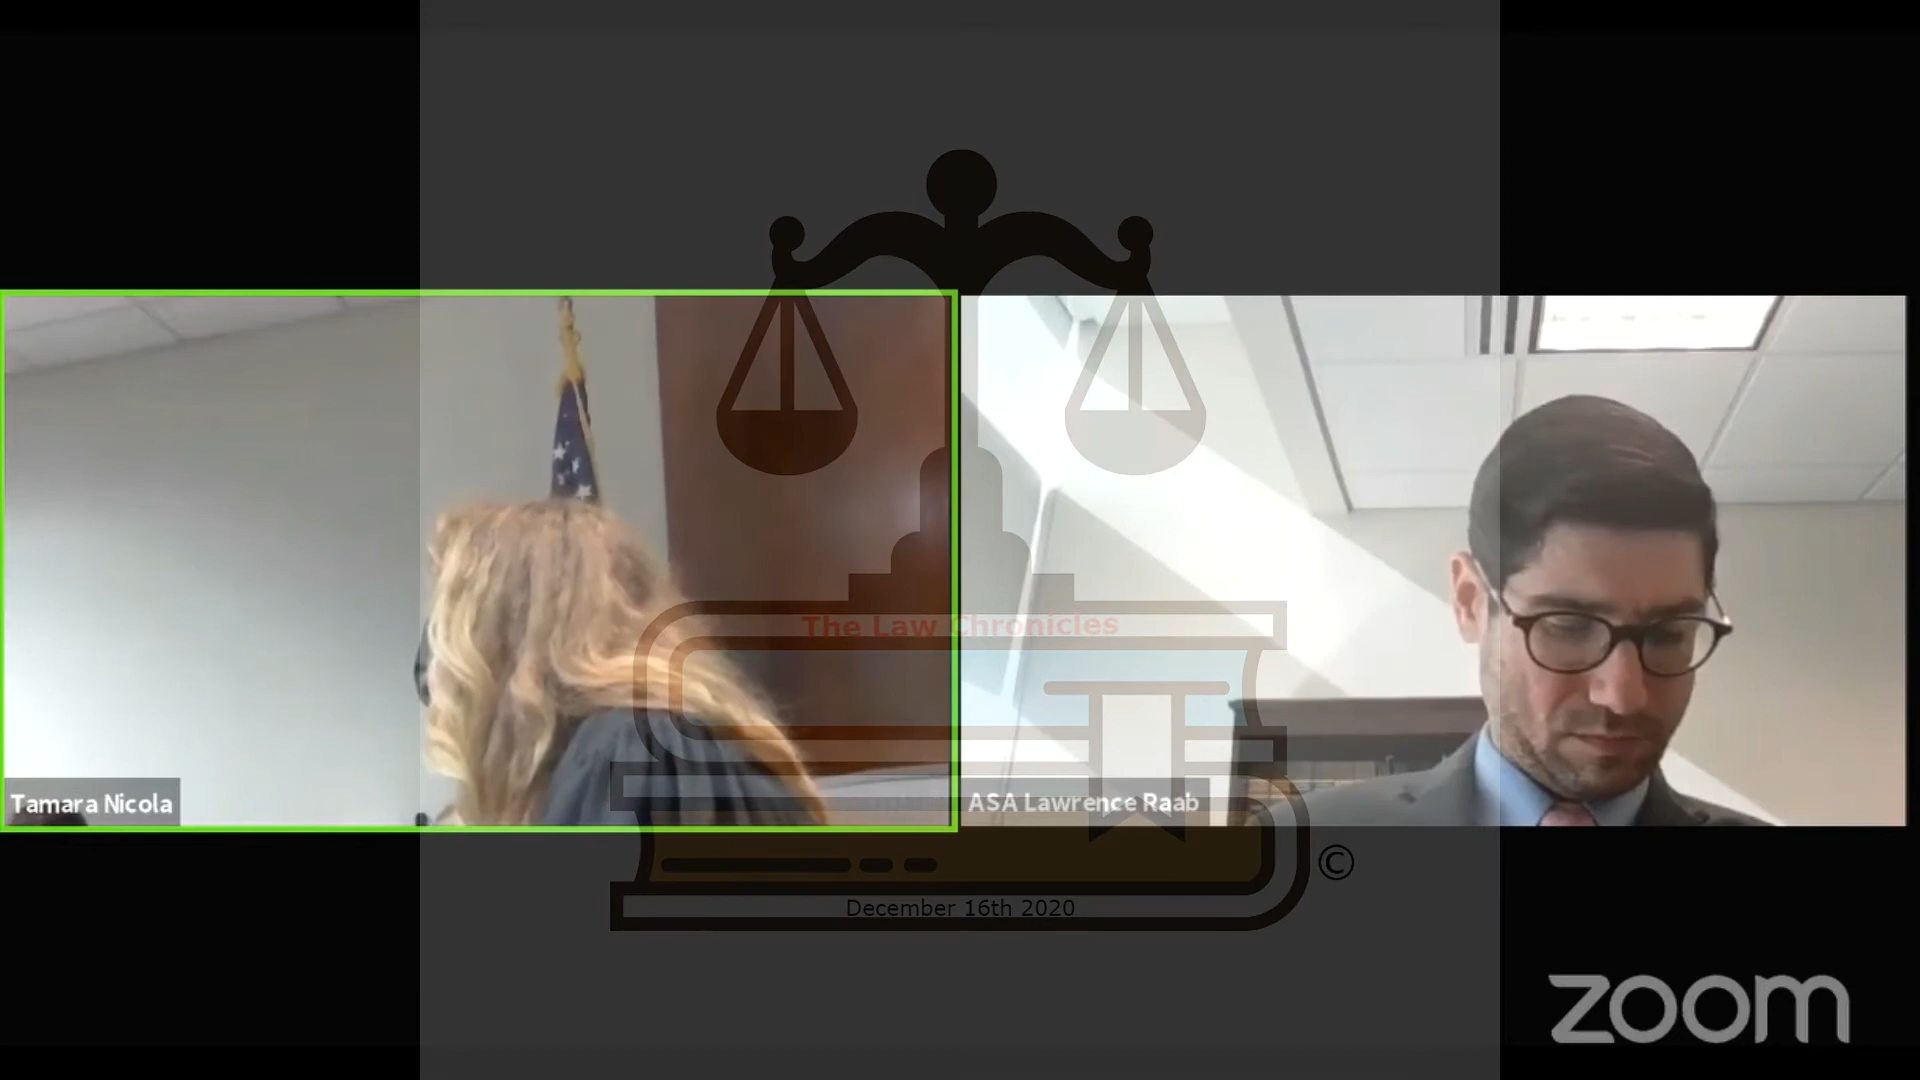 The Law Chronicles
Tamara Nicola
ASA Lawrence Raab
©
December 16th 2020
zoom